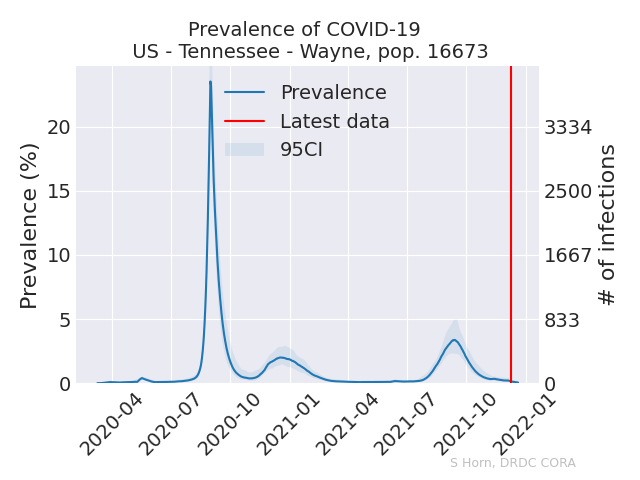 Prevalence of COVID-19
US - Tennessee - Wayne, pop. 16673
Prevalence
Latest data
95CI
Prevalence (%)
20
15
10
5
0
3334
2500
1667
833
0
# of infections
2020-04
2020-07
2020-10
2021-01
2021-04
2021-07
2021-10
2022-01
S Horn, DRDC CORA